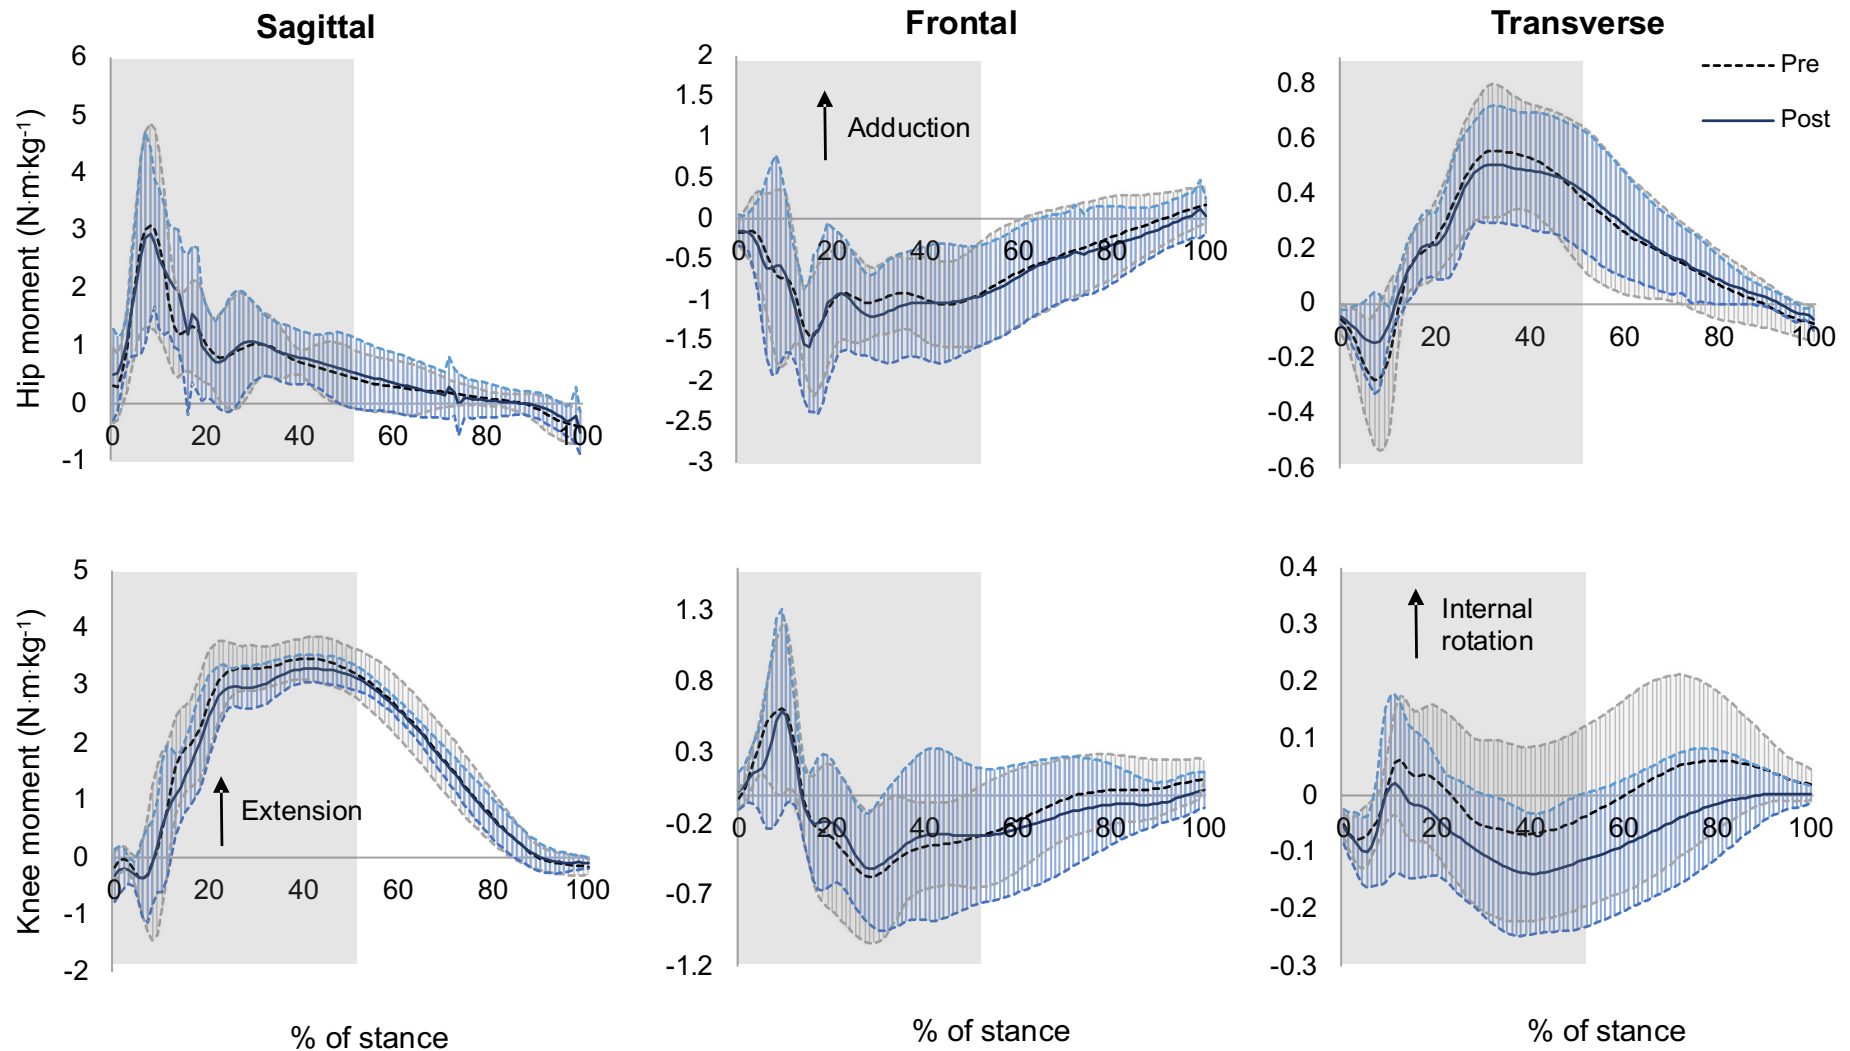 Sagittal
Frontal
Transverse
Hip moment (N·m·kg-1)
6
5
4
3
2
1
0
-1
0 20 40 60 80 100
2
1.5
1
0.5
0
-0.5
-1
-1.5
-2
-2.5
-3
Adduction
0 20 40 60 80 100
0.8
0.6
0.4
0.2
0
-0.2
-0.4
-0.6
0 20 40 60 80 100
Pre
Post
Knee moment (N·m·kg-1)
5
4
3
2
1
0
-1
-2
Extension
0 20 40 60 80 100
1.3
0.8
0.3
-0.2
-0.7
-1.2
0 20 40 60 80 100
0.4
0.3
0.2
0.1
0
-0.1
-0.2
-0.3
Internal
rotation
0 20 40 60 80 100
% of stance
% of stance
% of stance